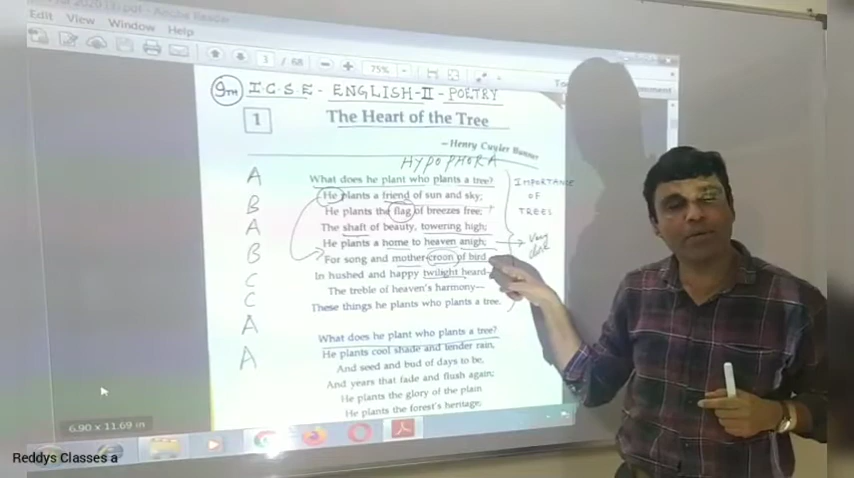 Edit View Window Help
3 / 68 75%
9TH I.C.S.E - ENGLISH-II - POETRY
1 The Heart of the Tree
- Henry Cuyler Bunner
HYPOPHORA
A What does he plant who plants a tree?
B He plants a friend of sun and sky;
A He plants the flag of breezes free;
The shaft of beauty, towering high;
B He plants a home to heaven anigh;
C For song and mother-croon of bird
C In hushed and happy twilight heard-
A The treble of heaven's harmony—
A These things he plants who plants a tree.
IMPORTANCE
OF
TREES
very
close
What does he plant who plants a tree?
He plants cool shade and tender rain,
And seed and bud of days to be,
And years that fade and flush again;
He plants the glory of the plain
He plants the forest's heritage;
6.90 x 11.69 in
Reddys Classes a